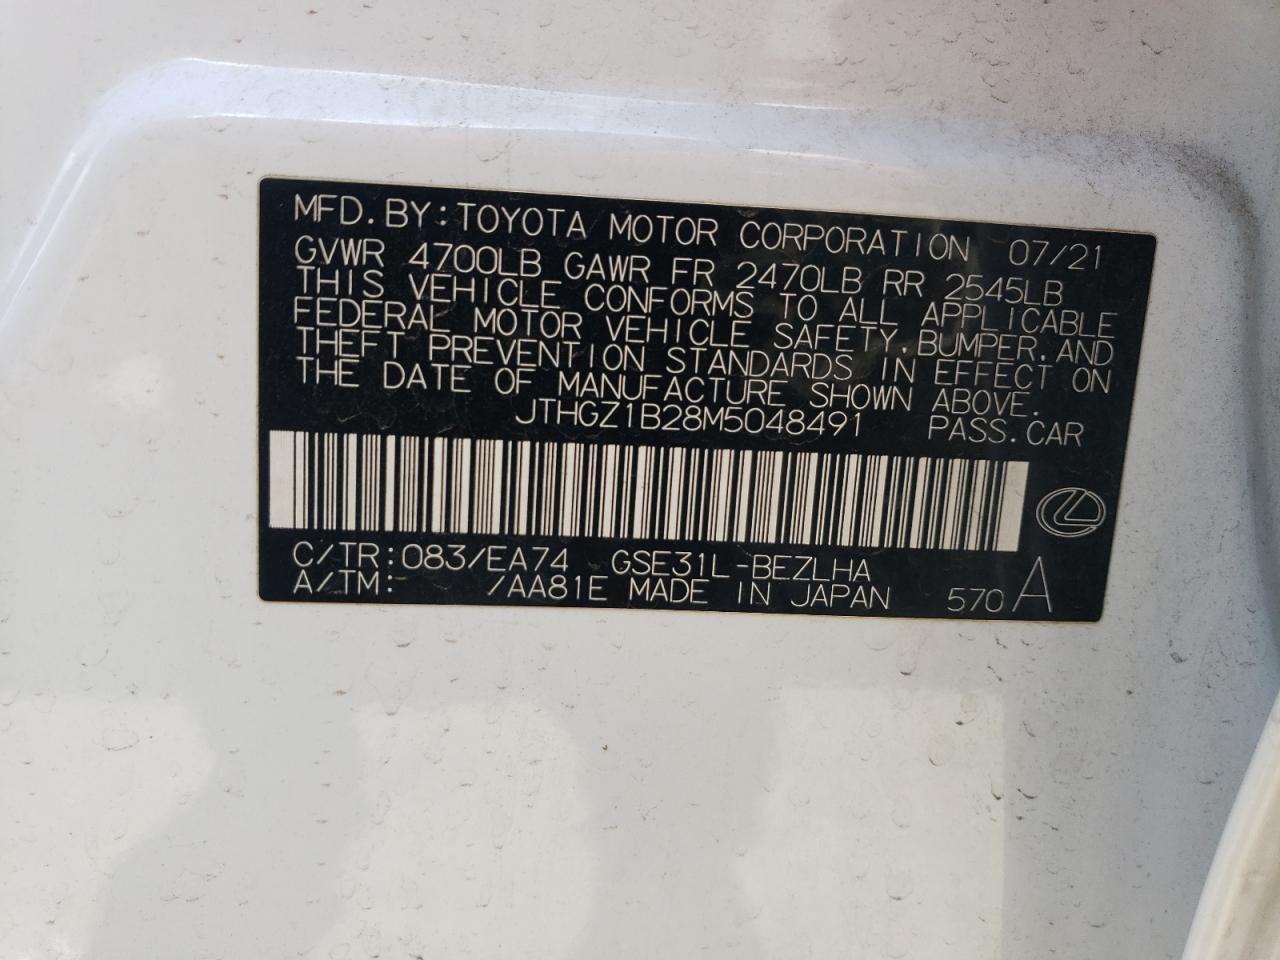 MFD. BY: TOYOTA MOTOR CORPORATION 07/21
GVWR 4700LB GAWR FR 2470LB RR 2545LB
THIS VEHICLE CONFORMS TO ALL APPLICABLE
FEDERAL MOTOR VEHICLE SAFETY, BUMPER, AND
THEFT PREVENTION STANDARDS IN EFFECT ON
THE DATE OF MANUFACTURE SHOWN ABOVE.
JTHGZ1B28M5048491 PASS. CAR
C/TR: 083/EA74 GSE31L-BEZLHA
A/TM: /AA81E MADE IN JAPAN 570 A